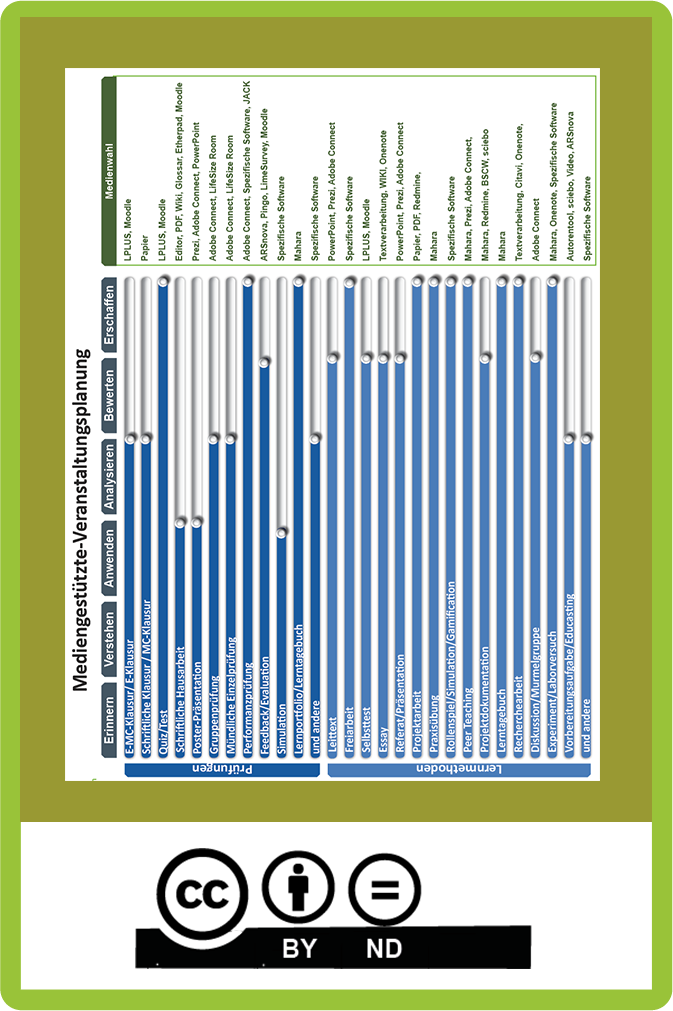 Mediengestützte-Veranstaltungsplanung
Erinnern Verstehen Anwenden Analysieren Bewerten Erschaffen Medienwahl
Prüfungen
E-MC-Klausur/ E-Klausur LPLUS, Moodle
Schriftliche Klausur / MC-Klausur Papier
Quiz/Test LPLUS, Moodle
Schriftliche Hausarbeit Editor, PDF, Wiki, Glossar, Etherpad, Moodle
Poster-Präsentation Prezi, Adobe Connect, PowerPoint
Gruppenprüfung Adobe Connect, LifeSize Room
Mündliche Einzelprüfung Adobe Connect, LifeSize Room
Performanzprüfung Adobe Connect, Spezifische Software, JACK
Feedback/Evaluation ARSnova, Pingo, LimeSurvey, Moodle
Simulation Spezifische Software
Lernportfolio/Lerntagebuch Mahara
und andere Spezifische Software
Lernmethoden
Leittext PowerPoint, Prezi, Adobe Connect
Freiarbeit Spezifische Software
Selbsttest LPLUS, Moodle
Essay Textverarbeitung, WIKI, Onenote
Referat/Präsentation PowerPoint, Prezi, Adobe Connect
Projektarbeit Papier, PDF, Redmine,
Praxisübung Mahara
Rollenspiel/Simulation/Gamification Spezifische Software
Peer Teaching Mahara, Prezi, Adobe Connect,
Projektdokumentation Mahara, Redmine, BSCW, sciebo
Lerntagebuch Mahara
Recherchearbeit Textverarbeitung, Citavi, Onenote,
Diskussion/Murmelgruppe Adobe Connect
Experiment/Laborversuch Mahara, Onenote, Spezifische Software
Vorbereitungsaufgabe/Educasting Autorentool, sciebo, Video, ARSnova
und andere Spezifische Software
cc
BY ND